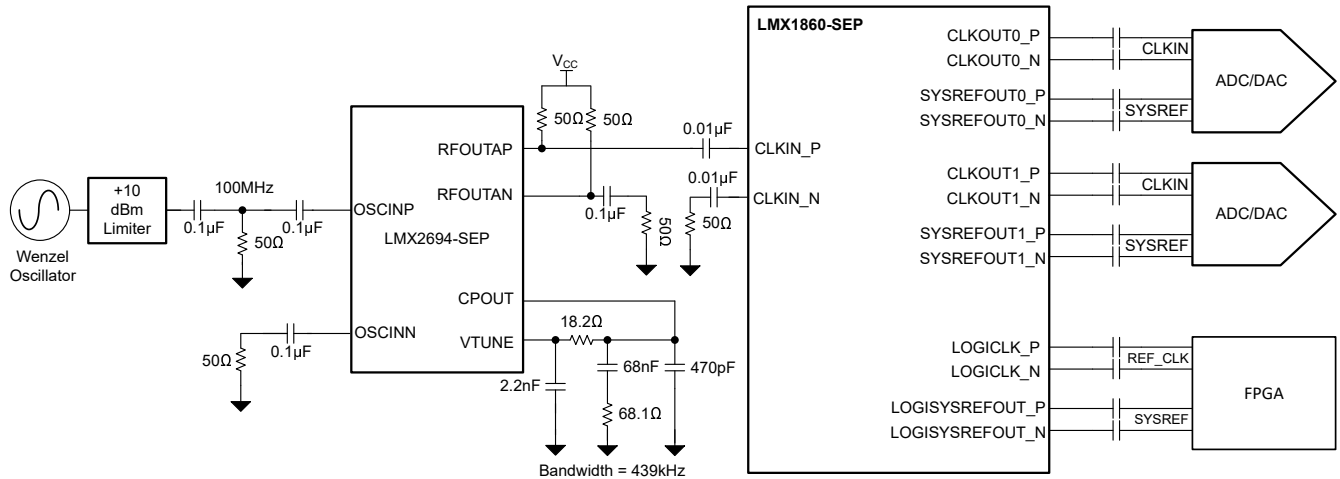 LMX1860-SEP
CLKOUT0_P
CLKOUT0_N
CLKIN
SYSREFOUT0_P
SYSREFOUT0_N
SYSREF
ADC/DAC
CLKOUT1_P
CLKOUT1_N
CLKIN
SYSREFOUT1_P
SYSREFOUT1_N
SYSREF
ADC/DAC
LOGICLK_P
LOGICLK_N
REF_CLK
LOGISYSREFOUT_P
LOGISYSREFOUT_N
SYSREF
FPGA
CLKIN_P
CLKIN_N
0.01µF
0.01µF
50Ω
VCC
50Ω
50Ω
0.1µF
50Ω
RFOUTAP
RFOUTAN
OSCINP
LMX2694-SEP
CPOUT
VTUNE
OSCINN
Wenzel
Oscillator
+10
dBm
Limiter
0.1µF
100MHz
50Ω
0.1µF
50Ω
0.1µF
18.2Ω
2.2nF
68nF
68.1Ω
470pF
Bandwidth = 439kHz